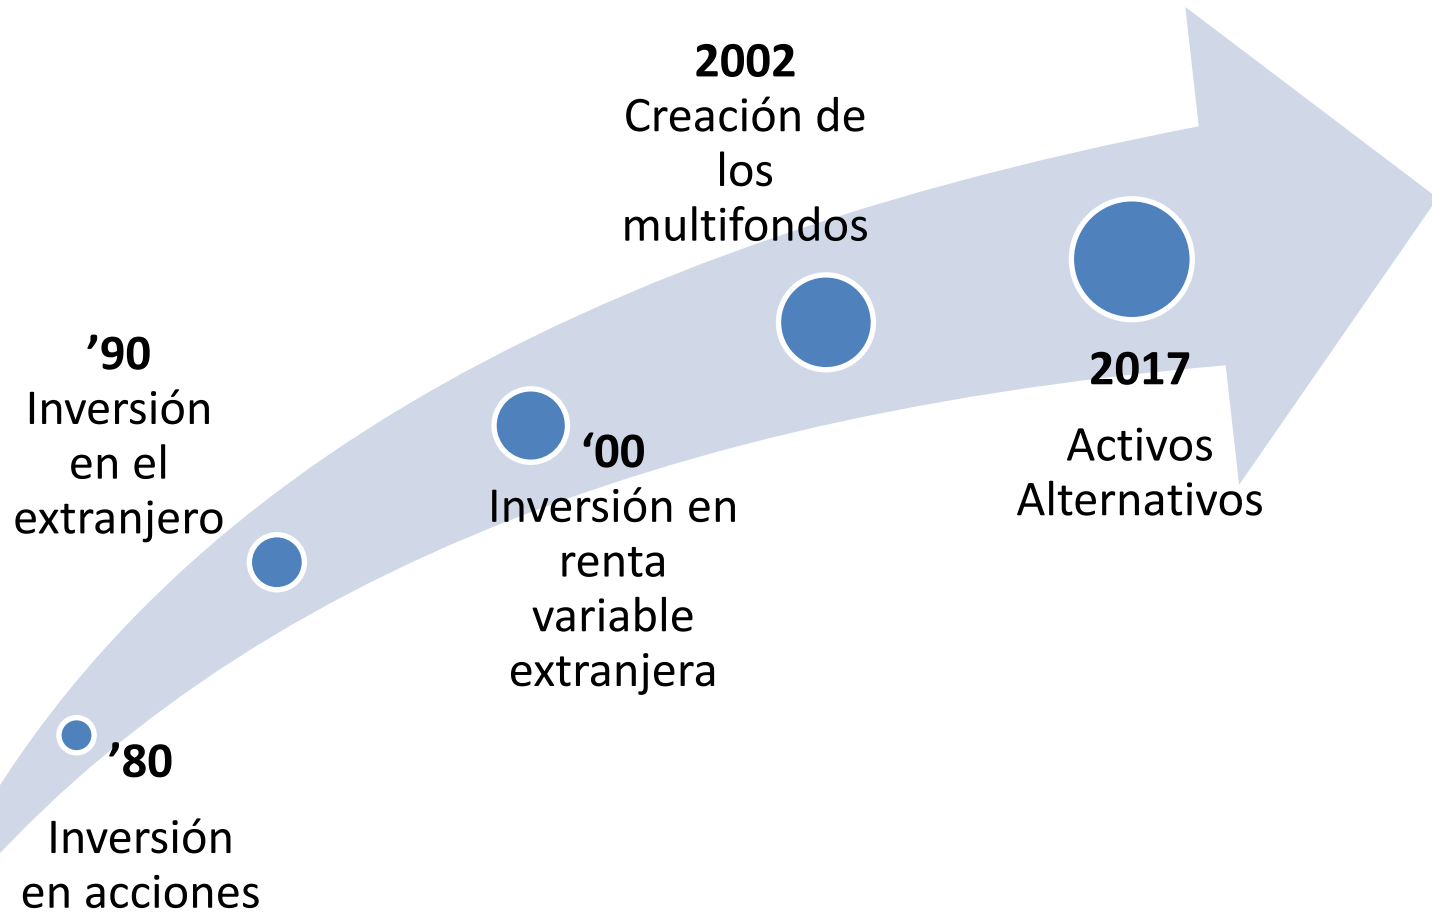 ’80
Inversión
en acciones
’90
Inversión
en el
extranjero
‘00
Inversión en
renta
variable
extranjera
2002
Creación de
los
multifondos
2017
Activos
Alternativos